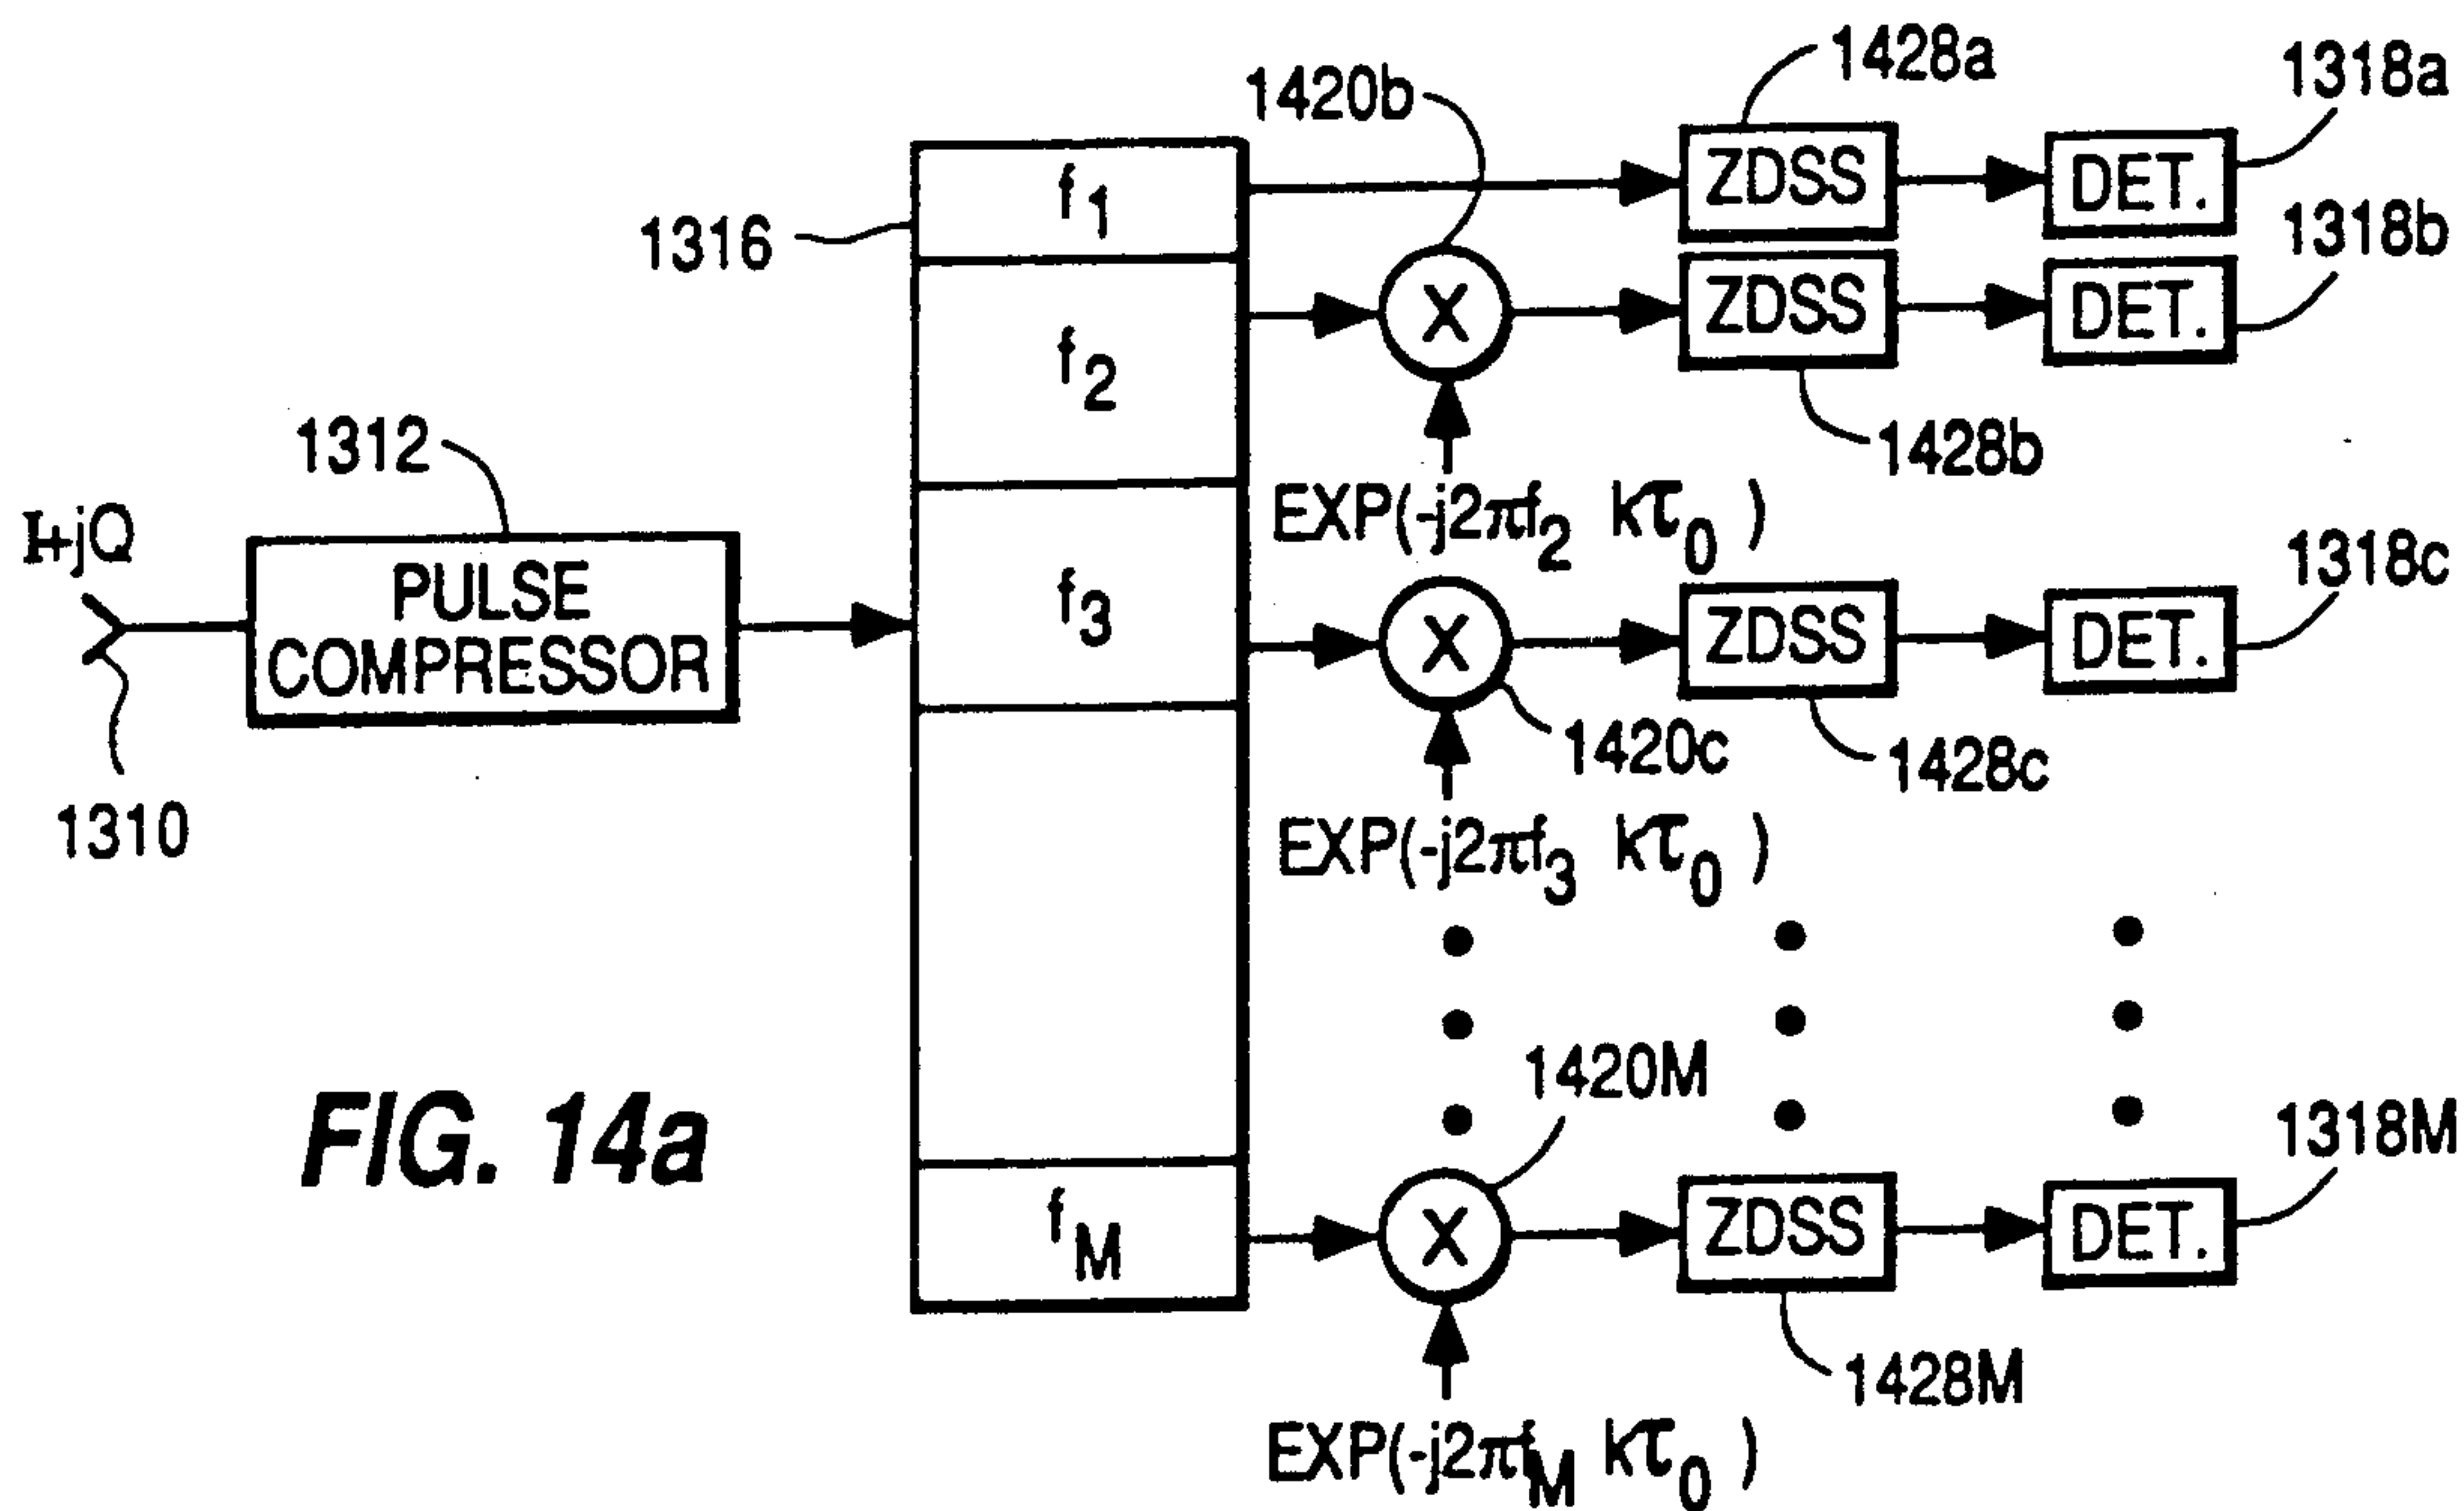 1428a
1318a
1420b
f1
ZDSS
DET.
1316
1318b
f2
X
ZDSS
DET.
1312
1428b
I+jQ
EXP(-j2πf2 kτ0 )
PULSE
COMPRESSOR
f3
X
ZDSS
DET.
1318c
1420c
1428c
1310
EXP(-j2πf3 kτ0 )
1420M
FIG. 14a
1318M
fM
X
ZDSS
DET.
1428M
EXP(-j2πfM kτ0 )